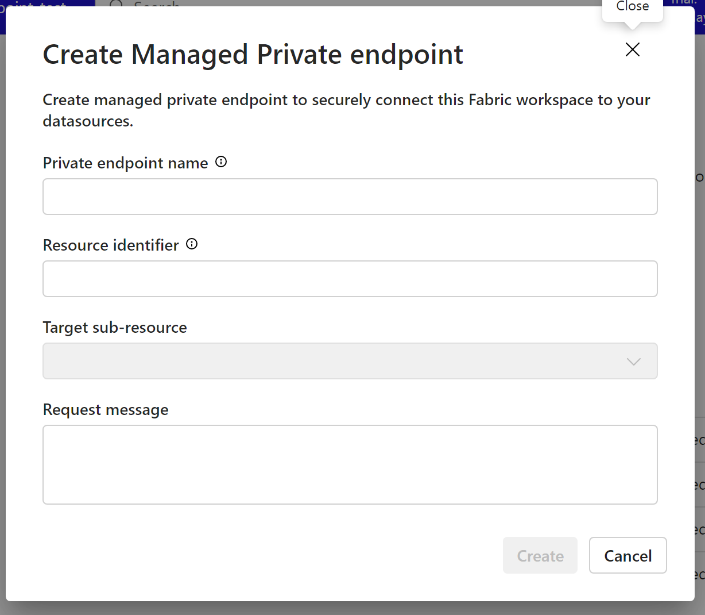 Search
Close
Create Managed Private endpoint
Create managed private endpoint to securely connect this Fabric workspace to your
datasources.
Private endpoint name
Resource identifier
Target sub-resource
Request message
Create
Cancel